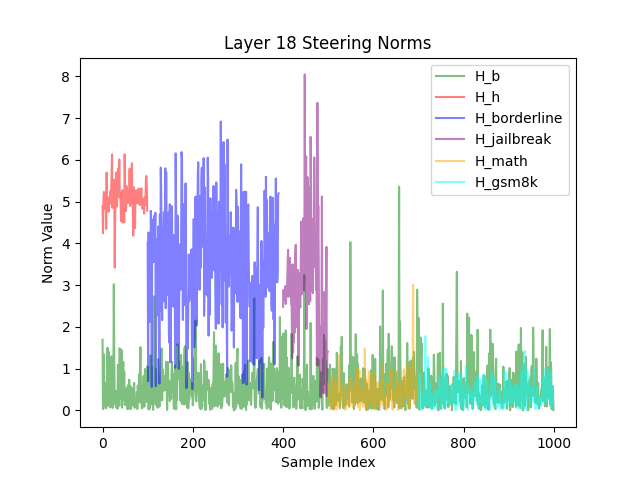 Layer 18 Steering Norms
H_b
H_h
H_borderline
H_jailbreak
H_math
H_gsm8k
Norm Value
8
7
6
5
4
3
2
1
0
0 200 400 600 800 1000
Sample Index